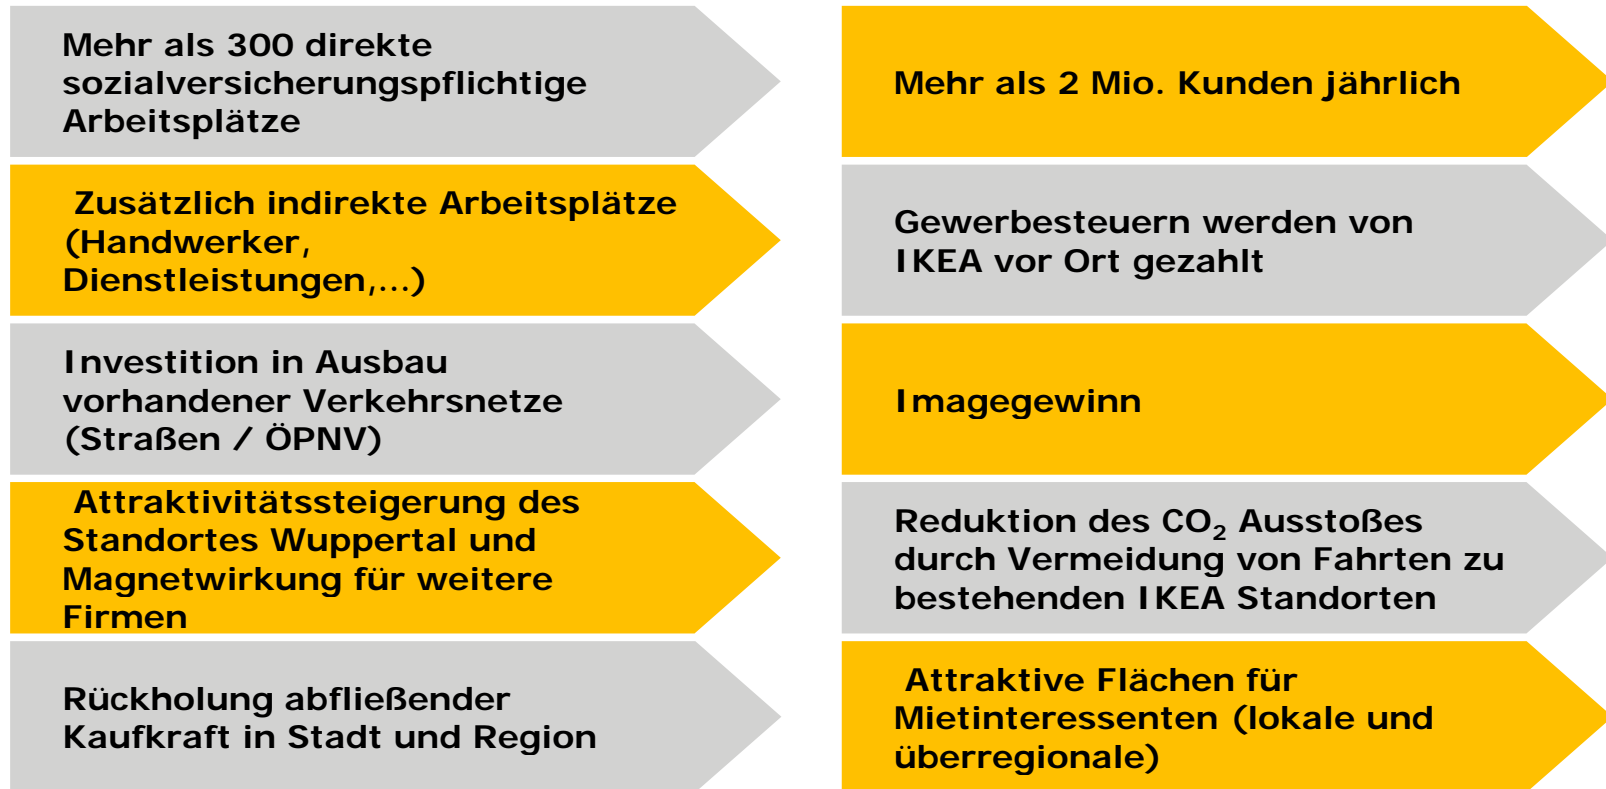 Mehr als 300 direkte
sozialversicherungspflichtige
Arbeitsplätze
Zusätzlich indirekte Arbeitsplätze
(Handwerker,
Dienstleistungen,...)
Investition in Ausbau
vorhandener Verkehrsnetze
(Straßen / ÖPNV)
Attraktivitätssteigerung des
Standortes Wuppertal und
Magnetwirkung für weitere
Firmen
Rückholung abfließender
Kaufkraft in Stadt und Region
Mehr als 2 Mio. Kunden jährlich
Gewerbesteuern werden von
IKEA vor Ort gezahlt
Imagegewinn
Reduktion des CO₂ Ausstoßes
durch Vermeidung von Fahrten zu
bestehenden IKEA Standorten
Attraktive Flächen für
Mietinteressenten (lokale und
überregionale)